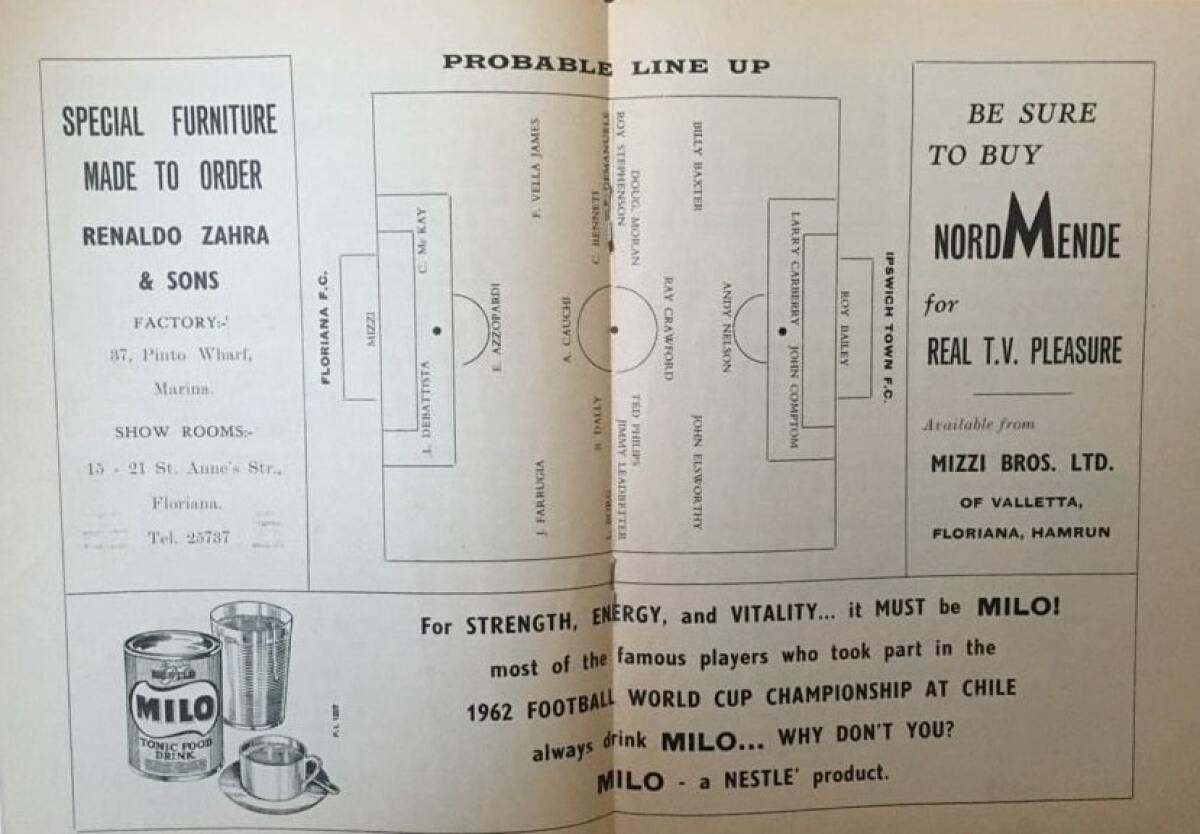 PROBABLE LINE UP
SPECIAL FURNITURE
MADE TO ORDER
RENALDO ZAHRA
& SONS
FACTORY:-
37, Pinto Wharf,
Marina.
SHOW ROOMS:-
15 - 21 St. Anne's Str.,
Floriana.
Tel. 25737
FLORIANA F.C.
MIZZI
C. Mc KAY
L. DEBATTISTA
F. VELLA JAMES
E. AZZOPARDI
J. FARRUGIA
C. BENNETI
A. CAUCHI
B. DALLY
ROY STEPHENSON
DOUG. MORAN
RAY CRAWFORD
TED PHILIPS
JIMMY LEADBETTER
BILLY BAXTER
ANDY NELSON
JOHN ELSWORTHY
LARRY CARBERRY
JOHN COMPTOM
ROY BAILEY
IPSWICH TOWN F.C.
BE SURE
TO BUY
NORDMENDE
for
REAL T.V. PLEASURE
Available from
MIZZI BROS. LTD.
OF VALLETTA,
FLORIANA, HAMRUN
NESTLÉ
MILO
TONIC FOOD
DRINK
P.I. 1207
For STRENGTH, ENERGY, and VITALITY... it MUST be MILO!
most of the famous players who took part in the
1962 FOOTBALL WORLD CUP CHAMPIONSHIP AT CHILE
always drink MILO... WHY DON'T YOU?
MILO - a NESTLE' product.